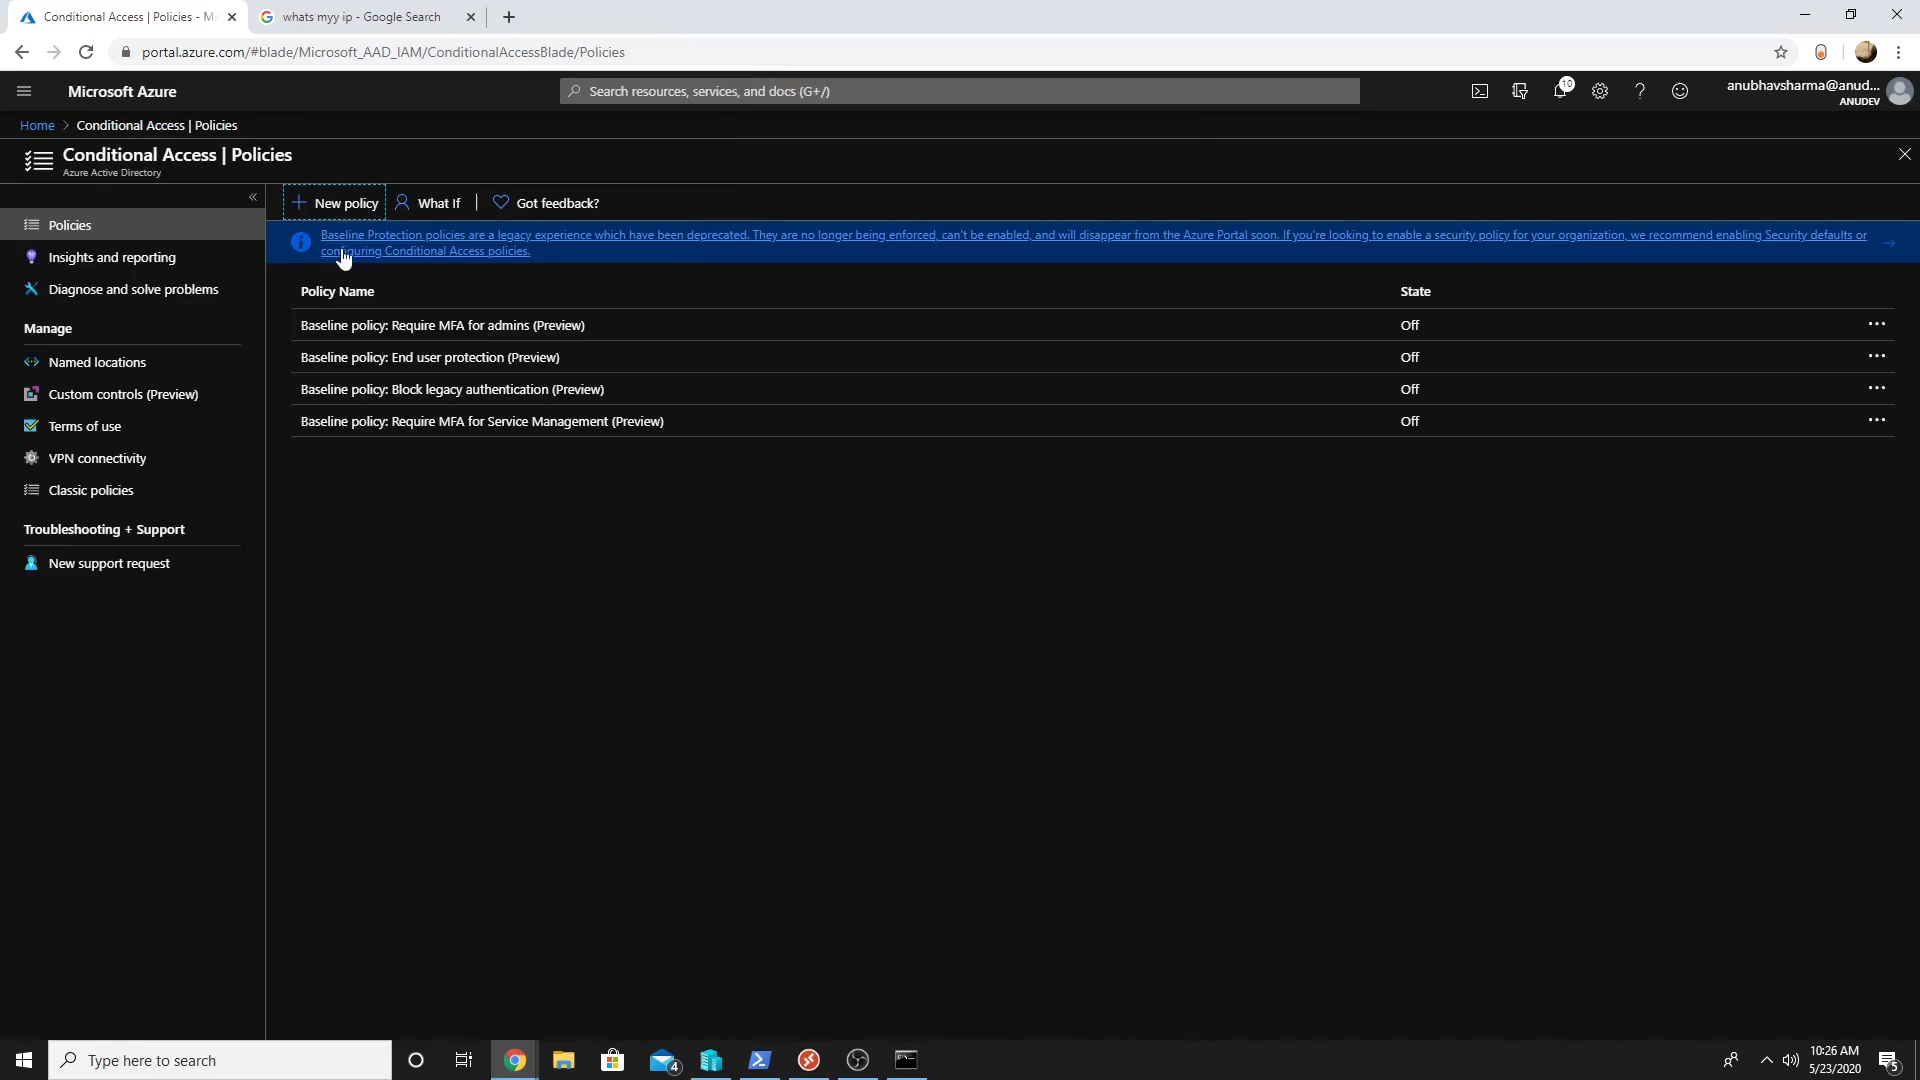 Conditional Access | Policies - Mi
whats myy ip - Google Search
portal.azure.com/#blade/Microsoft_AAD_IAM/ConditionalAccessBlade/Policies
Microsoft Azure
Search resources, services, and docs (G+/)
10
anubhavsharma@anud...
ANUDEV
Home > Conditional Access | Policies
Conditional Access | Policies
Azure Active Directory
Policies
Insights and reporting
Diagnose and solve problems
Manage
Named locations
Custom controls (Preview)
Terms of use
VPN connectivity
Classic policies
Troubleshooting + Support
New support request
New policy What If Got feedback?
Baseline Protection policies are a legacy experience which have been deprecated. They are no longer being enforced, can't be enabled, and will disappear from the Azure Portal soon. If you're looking to enable a security policy for your organization, we recommend enabling Security defaults or
configuring Conditional Access policies.
Policy Name State
Baseline policy: Require MFA for admins (Preview) Off
Baseline policy: End user protection (Preview) Off
Baseline policy: Block legacy authentication (Preview) Off
Baseline policy: Require MFA for Service Management (Preview) Off
Type here to search
4
10:26 AM
5/23/2020
5